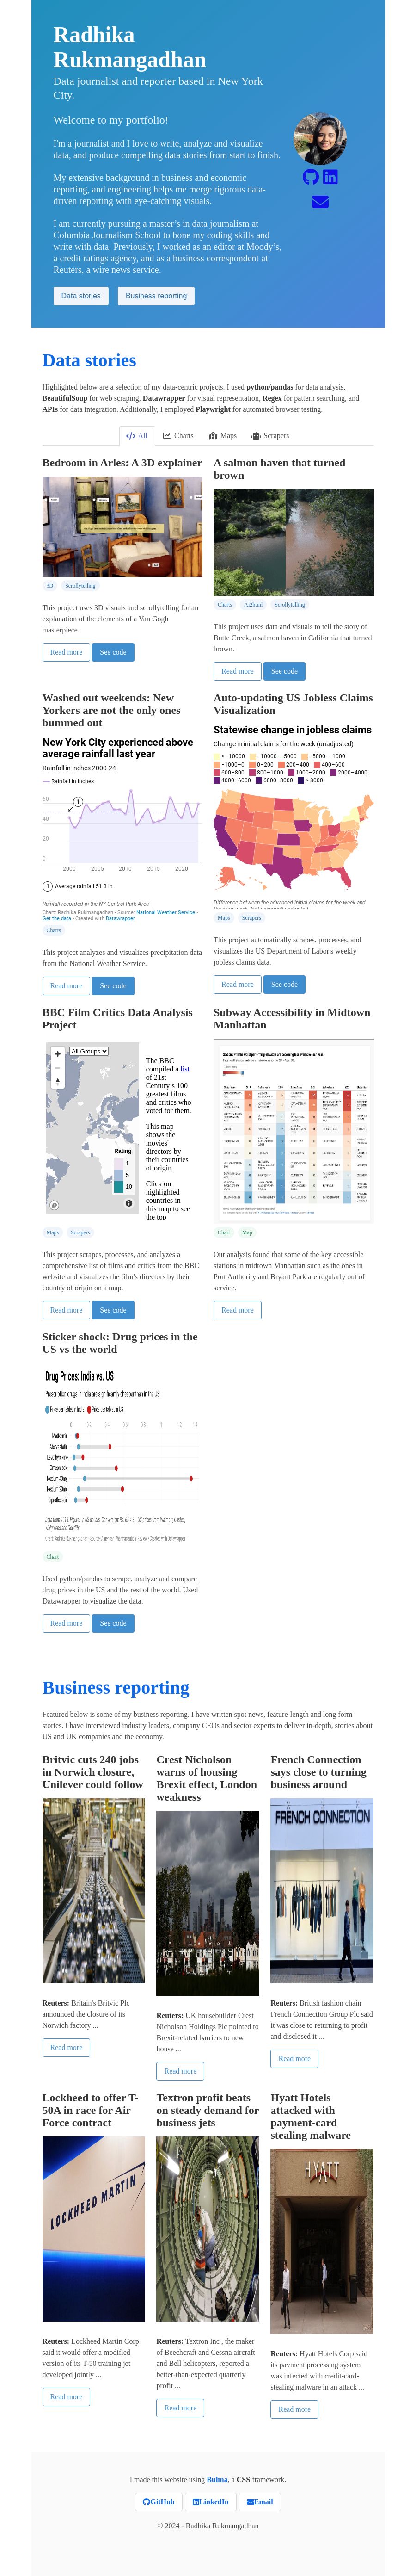 Radhika
Rukmangadhan
Data journalist and reporter based in New York
City.
Welcome to my portfolio!
I'm a journalist and I love to write, analyze and visualize
data, and produce compelling data stories from start to finish.
My extensive background in business and economic
reporting, and engineering helps me merge rigorous data-
driven reporting with eye-catching visuals.
I am currently pursuing a master’s in data journalism at
Columbia Journalism School to hone my coding skills and
write with data. Previously, I worked as an editor at Moody’s,
a credit ratings agency, and as a business correspondent at
Reuters, a wire news service.
Data stories
Business reporting
Data stories
Highlighted below are a selection of my data-centric projects. I used python/pandas for data analysis,
BeautifulSoup for web scraping, Datawrapper for visual representation, Regex for pattern searching, and
APIs for data integration. Additionally, I employed Playwright for automated browser testing.
All
Charts
Maps
Scrapers
Bedroom in Arles: A 3D explainer
3D
Scrollytelling
This project uses 3D visuals and scrollytelling for an
explanation of the elements of a Van Gogh
masterpiece.
Read more
See code
A salmon haven that turned
brown
Charts
Ai2html
Scrollytelling
This project uses data and visuals to tell the story of
Butte Creek, a salmon haven in California that turned
brown.
Read more
See code
Washed out weekends: New
Yorkers are not the only ones
bummed out
New York City experienced above
average rainfall last year
Rainfall in inches 2000-24
Rainfall in inches
60
40
20
0
1
2000
2005
2010
2015
2020
1 Average rainfall 51.3 in
Rainfall recorded in the NY-Central Park Area
Chart: Radhika Rukmangadhan • Source: National Weather Service •
Get the data • Created with Datawrapper
Charts
This project analyzes and visualizes precipitation data
from the National Weather Service.
Read more
See code
Auto-updating US Jobless Claims
Visualization
Statewise change in jobless claims
Change in initial claims for the week (unadjusted)
< −10000
−10000–−5000
−5000–−1000
−1000–0
0–200
200–400
400–600
600–800
800–1000
1000–2000
2000–4000
4000–6000
6000–8000
≥ 8000
Difference between the advanced initial claims for the week and
Maps
Scrapers
This project automatically scrapes, processes, and
visualizes the US Department of Labor's weekly
jobless claims data.
Read more
See code
BBC Film Critics Data Analysis
Project
All Groups
The BBC
compiled a list
of 21st
Century’s 100
greatest films
and critics who
voted for them.
This map
shows the
movies'
directors by
their countries
of origin.
Click on
highlighted
countries in
this map to see
the top
Rating
1
5
10
Maps
Scrapers
This project scrapes, processes, and analyzes a
comprehensive list of films and critics from the BBC
website and visualizes the film's directors by their
country of origin on a map.
Read more
See code
Subway Accessibility in Midtown
Manhattan
Chart
Map
Our analysis found that some of the key accessible
stations in midtown Manhattan such as the ones in
Port Authority and Bryant Park are regularly out of
service.
Read more
Sticker shock: Drug prices in the
US vs the world
Drug Prices: India vs. US
Prescription drugs in India are significantly cheaper than in the US
Price per tablet in India
Price per tablet in US
0
0.2
0.4
0.6
0.8
1
1.2
1.4
Metformin
Atorvastatin
Levothyroxine
Omeprazole
Ciprofloxacin
Chart
Used python/pandas to scrape, analyze and compare
drug prices in the US and the rest of the world. Used
Datawrapper to visualize the data.
Read more
See code
Business reporting
Featured below is some of my business reporting. I have written spot news, feature-length and long form
stories. I have interviewed industry leaders, company CEOs and sector experts to deliver in-depth, stories about
US and UK companies and the economy.
Britvic cuts 240 jobs
in Norwich closure,
Unilever could follow
Reuters: Britain's Britvic Plc
announced the closure of its
Norwich factory ...
Read more
Crest Nicholson
warns of housing
Brexit effect, London
weakness
Reuters: UK housebuilder Crest
Nicholson Holdings Plc pointed to
Brexit-related barriers to new
house ...
Read more
French Connection
says close to turning
business around
FRENCH CONNECTION
Reuters: British fashion chain
French Connection Group Plc said
it was close to returning to profit
and disclosed it ...
Read more
Lockheed to offer T-
50A in race for Air
Force contract
LOCKHEED MARTIN
Reuters: Lockheed Martin Corp
said it would offer a modified
version of its T-50 training jet
developed jointly ...
Read more
Textron profit beats
on steady demand for
business jets
Reuters: Textron Inc , the maker
of Beechcraft and Cessna aircraft
and Bell helicopters, reported a
better-than-expected quarterly
profit ...
Read more
Hyatt Hotels
attacked with
payment-card
stealing malware
HYATT
Reuters: Hyatt Hotels Corp said
its payment processing system
was infected with credit-card-
stealing malware in an attack ...
Read more
I made this website using Bulma, a CSS framework.
GitHub
LinkedIn
Email
© 2024 - Radhika Rukmangadhan